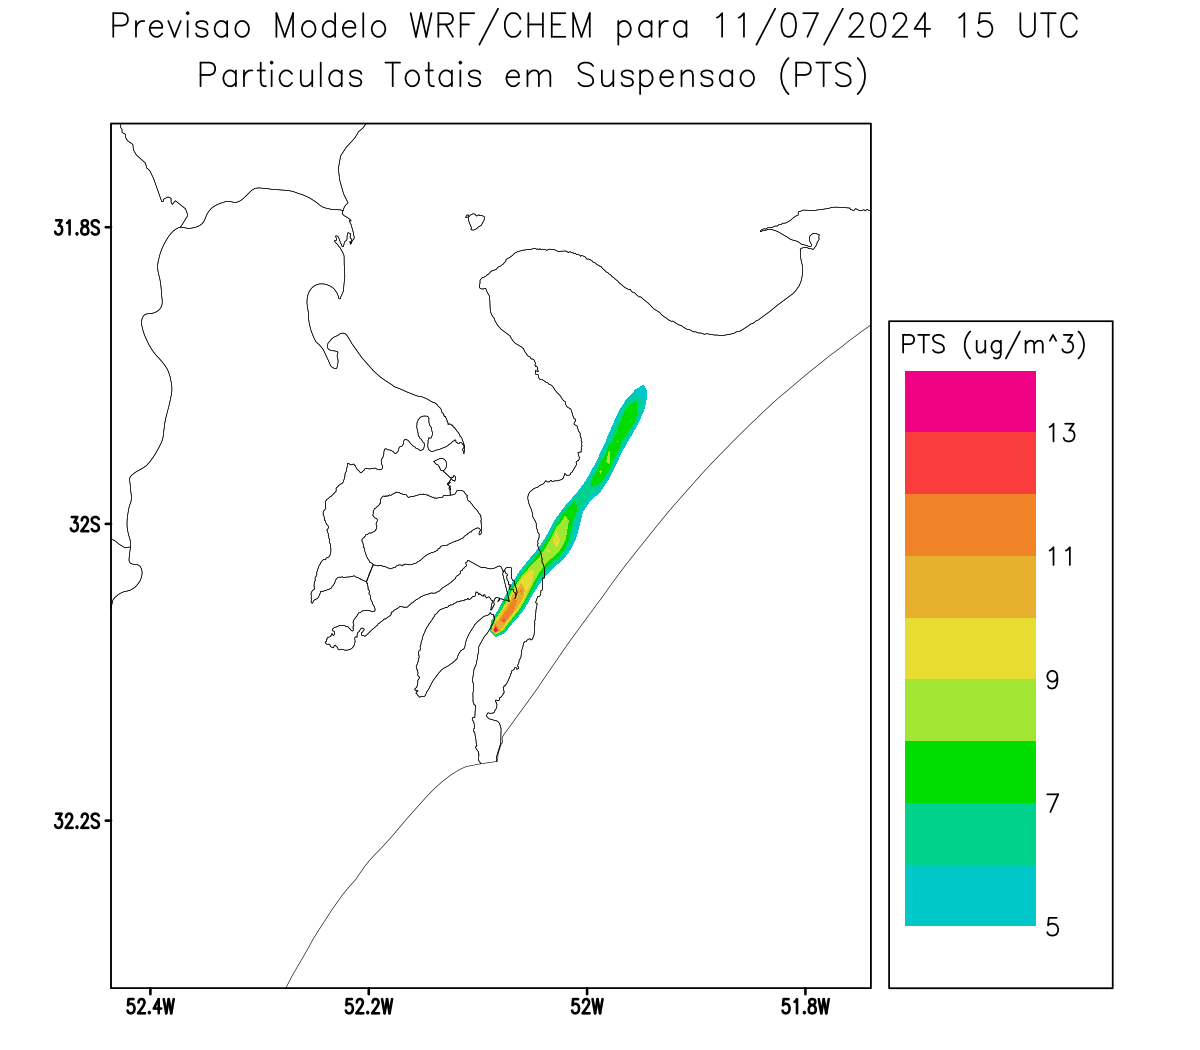 Previsao Modelo WRF/CHEM para 11/07/2024 15 UTC
Particulas Totais em Suspensao (PTS)
31.8S
32S
32.2S
52.4W
52.2W
52W
51.8W
PTS (ug/m^3)
13
11
9
7
5